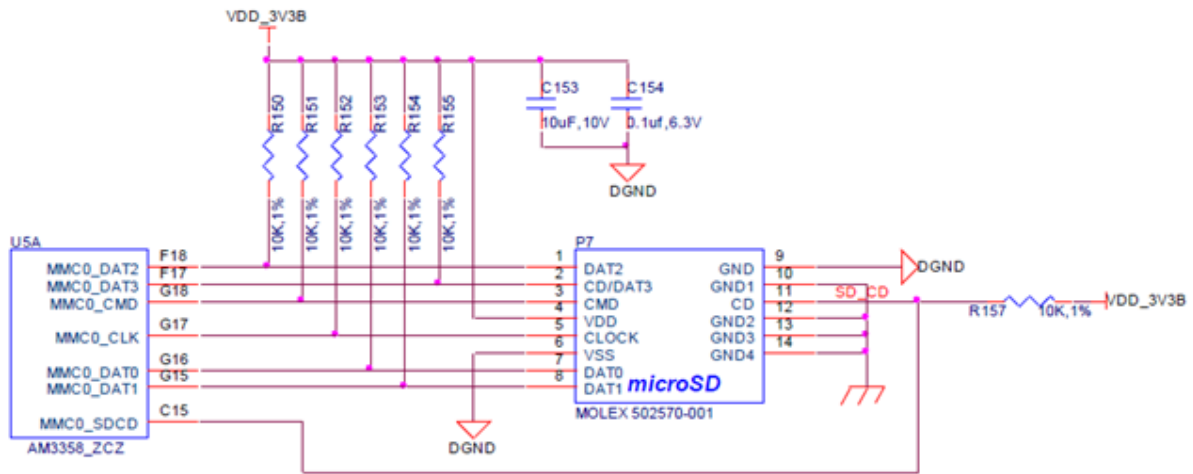 VDD_3V3B
R150
R151
R152
R153
R154
R155
C153
C154
10uF,10V
0.1uf,6.3V
DGND
10K,1%
10K,1%
10K,1%
10K,1%
10K,1%
10K,1%
U5A
P7
MMC0_DAT2 F18 1 DAT2 GND 9
MMC0_DAT3 F17 2 CD/DAT3 GND1 10
MMC0_CMD G18 3 CMD CD 11
4 VDD GND2 12
MMC0_CLK G17 5 CLOCK GND3 13
6 VSS GND4 14
MMC0_DAT0 G16 7 DAT0
MMC0_DAT1 G15 8 DAT1
MMC0_SDCD C15
DGND
SD_CD
R157 10K,1%
VDD_3V3B
microSD
MOLEX 502570-001
DGND
AM3358_ZCZ